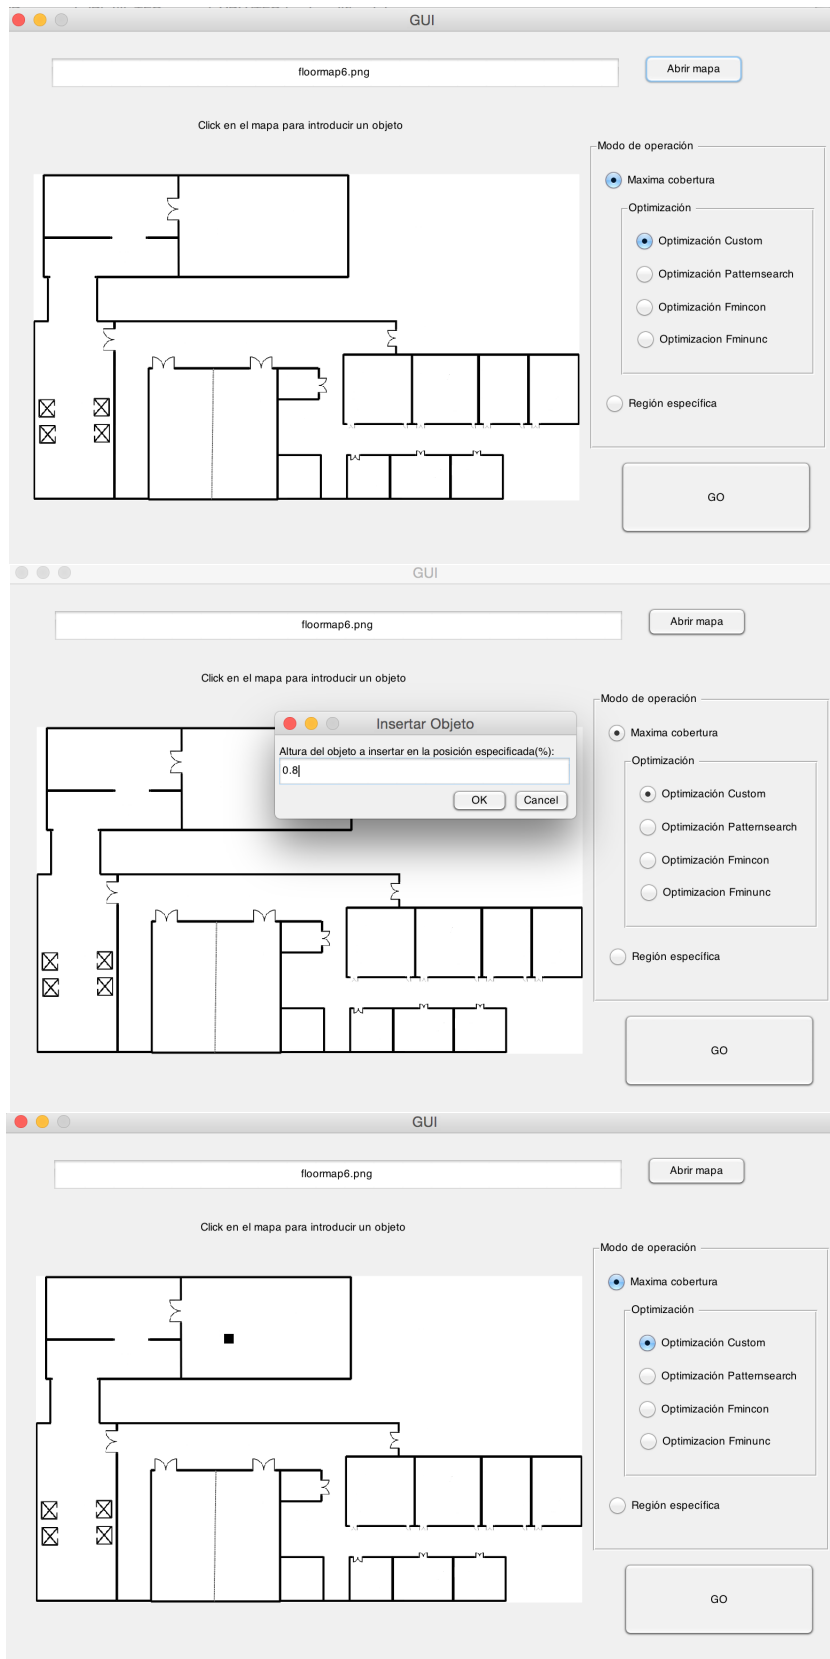 GUI
floormap6.png
Abrir mapa
Click en el mapa para introducir un objeto
Modo de operación
Maxima cobertura
Optimización
Optimización Custom
Optimización Patternsearch
Optimización Fmincon
Optimizacion Fminunc
Región específica
GO
GUI
floormap6.png
Abrir mapa
Click en el mapa para introducir un objeto
Modo de operación
Insertar Objeto
Altura del objeto a insertar en la posición especificada(%):
0.8
OK
Cancel
Maxima cobertura
Optimización
Optimización Custom
Optimización Patternsearch
Optimización Fmincon
Optimizacion Fminunc
Región específica
GO
GUI
floormap6.png
Abrir mapa
Click en el mapa para introducir un objeto
Modo de operación
Maxima cobertura
Optimización
Optimización Custom
Optimización Patternsearch
Optimización Fmincon
Optimizacion Fminunc
Región específica
GO